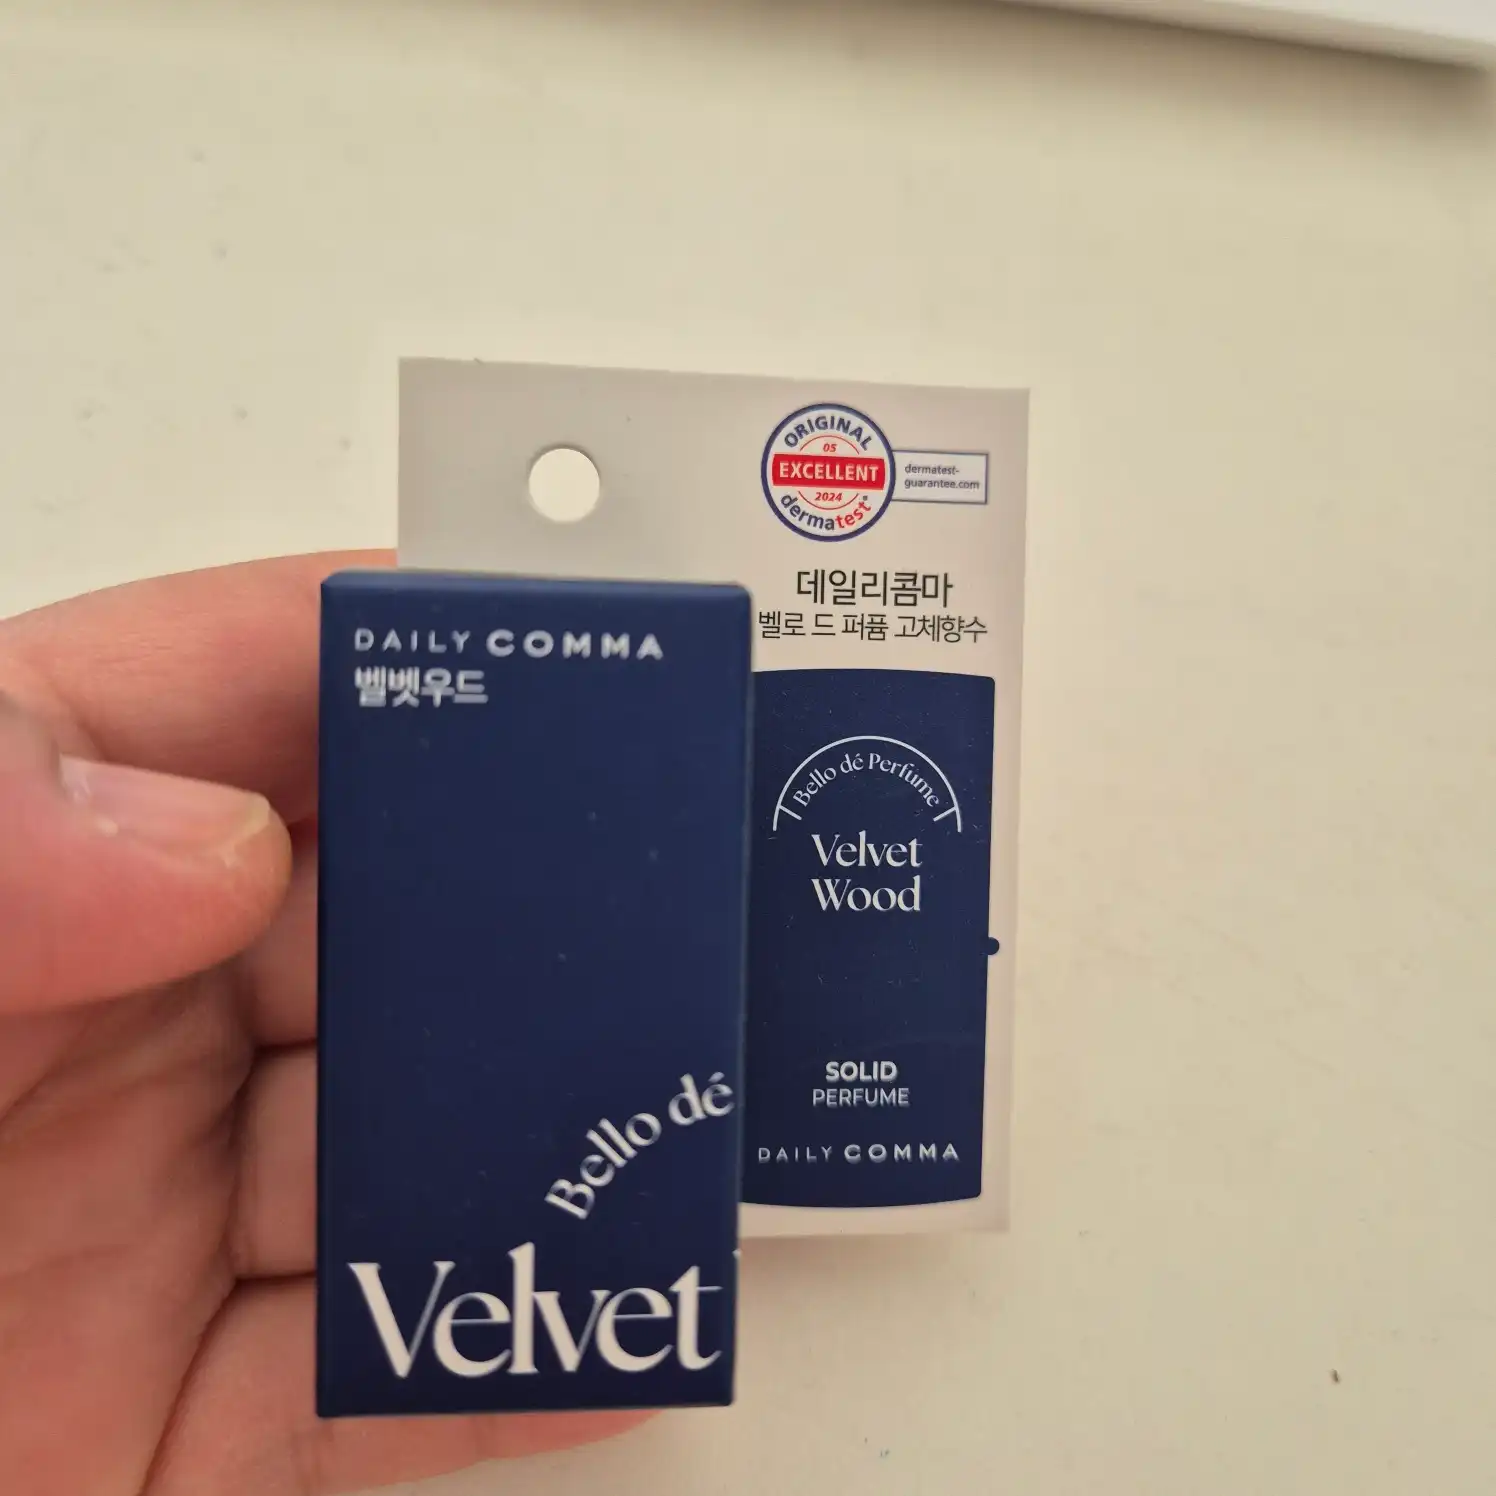 ORIGINAL
05
EXCELLENT
2024
dermatest®
dermatest-
guarantee.com
데일리콤마
벨로 드 퍼퓸 고체향수
Bello dé Perfume
Velvet
Wood
SOLID
PERFUME
DAILY COMMA
DAILY COMMA
벨벳우드
Bello dé
Velvet